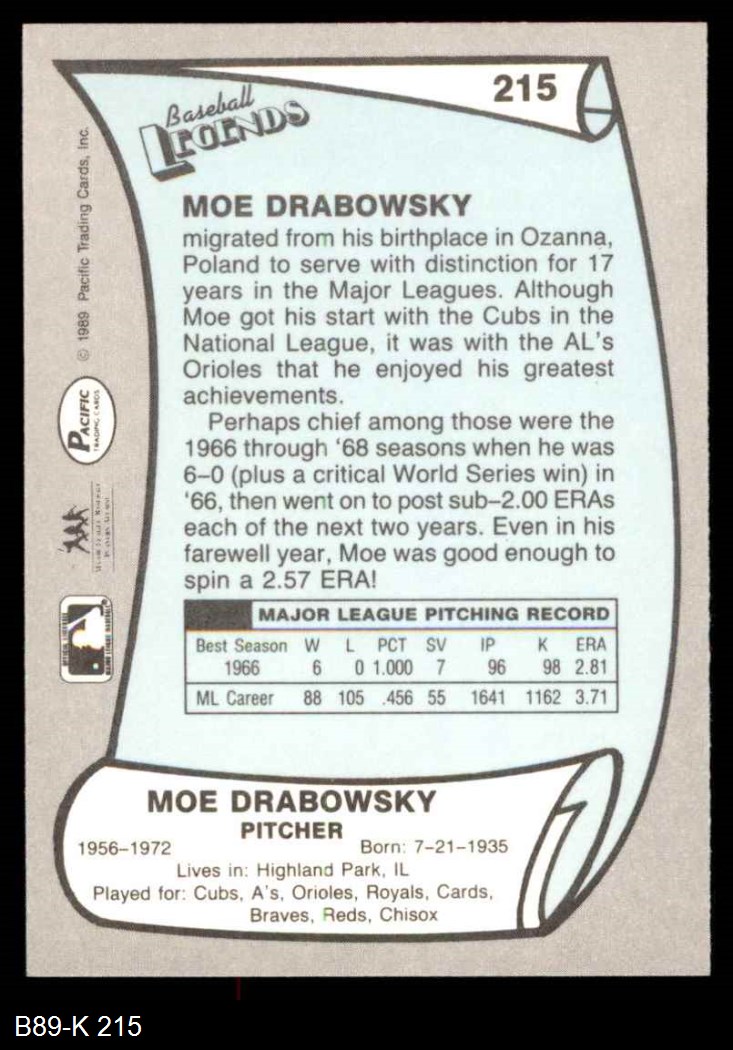 215
Baseball
LEGENDS
© 1989 Pacific Trading Cards, Inc.
MOE DRABOWSKY
migrated from his birthplace in Ozanna,
Poland to serve with distinction for 17
years in the Major Leagues. Although
Moe got his start with the Cubs in the
National League, it was with the AL's
Orioles that he enjoyed his greatest
achievements.
Perhaps chief among those were the
1966 through ‘68 seasons when he was
6–0 (plus a critical World Series win) in
‘66, then went on to post sub–2.00 ERAs
each of the next two years. Even in his
farewell year, Moe was good enough to
spin a 2.57 ERA!
PACIFIC
TRADING CARDS
MAJOR LEAGUE PITCHING RECORD
Best Season W L PCT SV IP K ERA
1966 6 0 1.000 7 96 98 2.81
ML Career 88 105 .456 55 1641 1162 3.71
MOE DRABOWSKY
PITCHER
1956–1972 Born: 7–21–1935
Lives in: Highland Park, IL
Played for: Cubs, A's, Orioles, Royals, Cards,
Braves, Reds, Chisox
B89-K 215